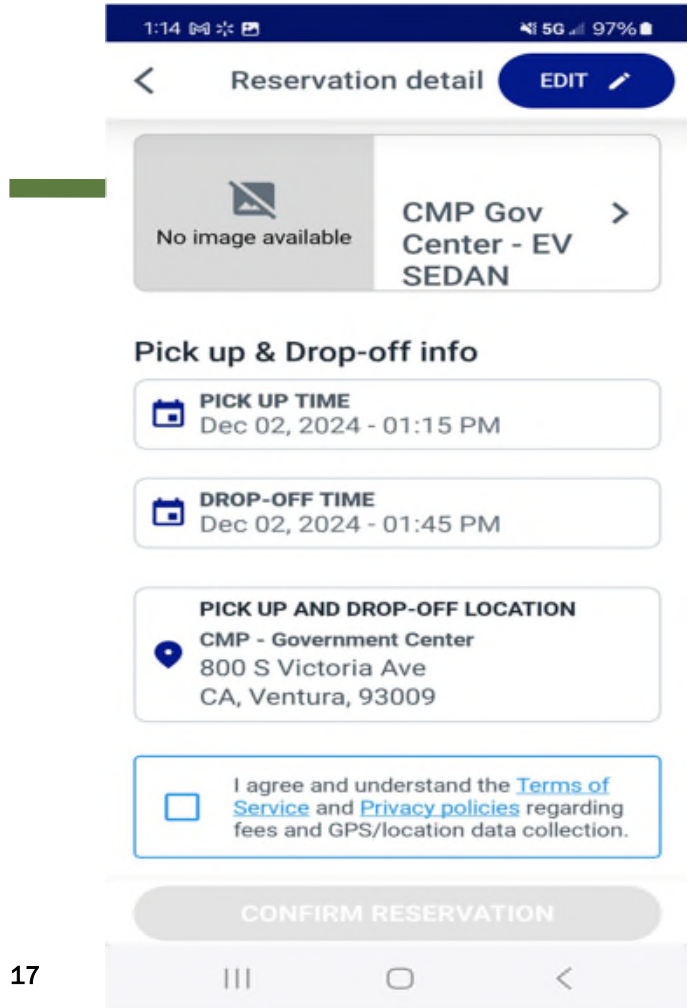 1:14 5G 97%
Reservation detail EDIT
No image available
CMP Gov
Center - EV
SEDAN
Pick up & Drop-off info
PICK UP TIME
Dec 02, 2024 - 01:15 PM
DROP-OFF TIME
Dec 02, 2024 - 01:45 PM
PICK UP AND DROP-OFF LOCATION
CMP - Government Center
800 S Victoria Ave
CA, Ventura, 93009
I agree and understand the Terms of
Service and Privacy policies regarding
fees and GPS/location data collection.
CONFIRM RESERVATION
17